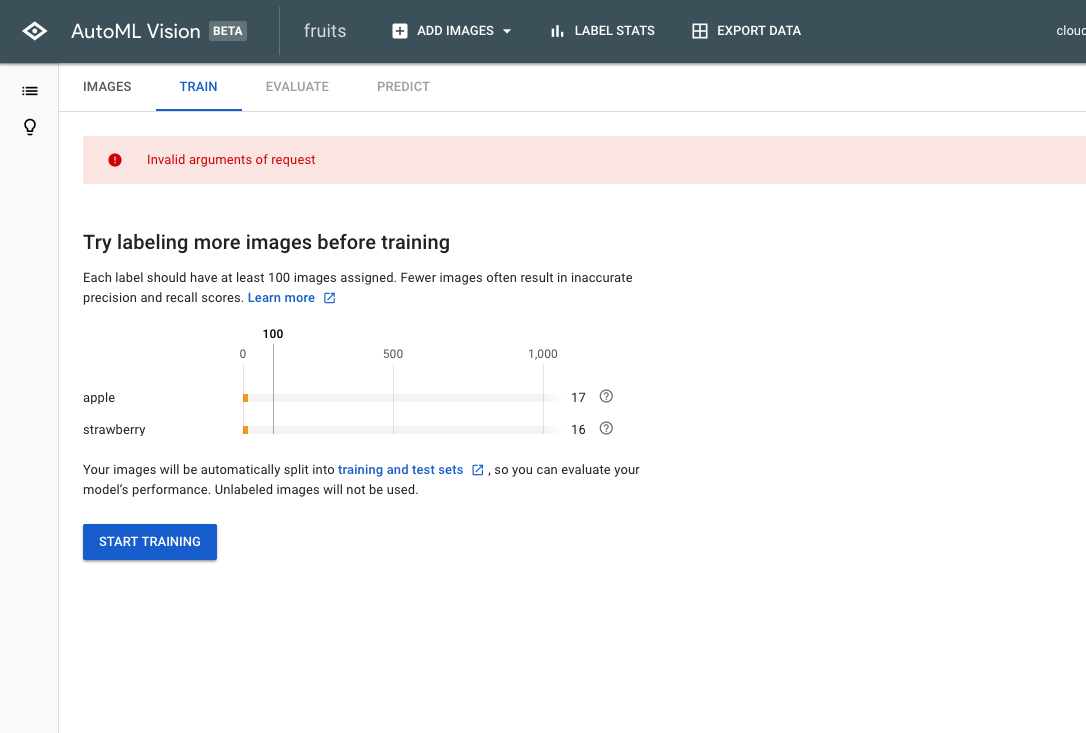 AutoML Vision BETA fruits ADD IMAGES LABEL STATS EXPORT DATA
IMAGES TRAIN EVALUATE PREDICT
Invalid arguments of request
Try labeling more images before training
Each label should have at least 100 images assigned. Fewer images often result in inaccurate
precision and recall scores. Learn more
100
0 500 1,000
apple 17
strawberry 16
Your images will be automatically split into training and test sets , so you can evaluate your
model's performance. Unlabeled images will not be used.
START TRAINING